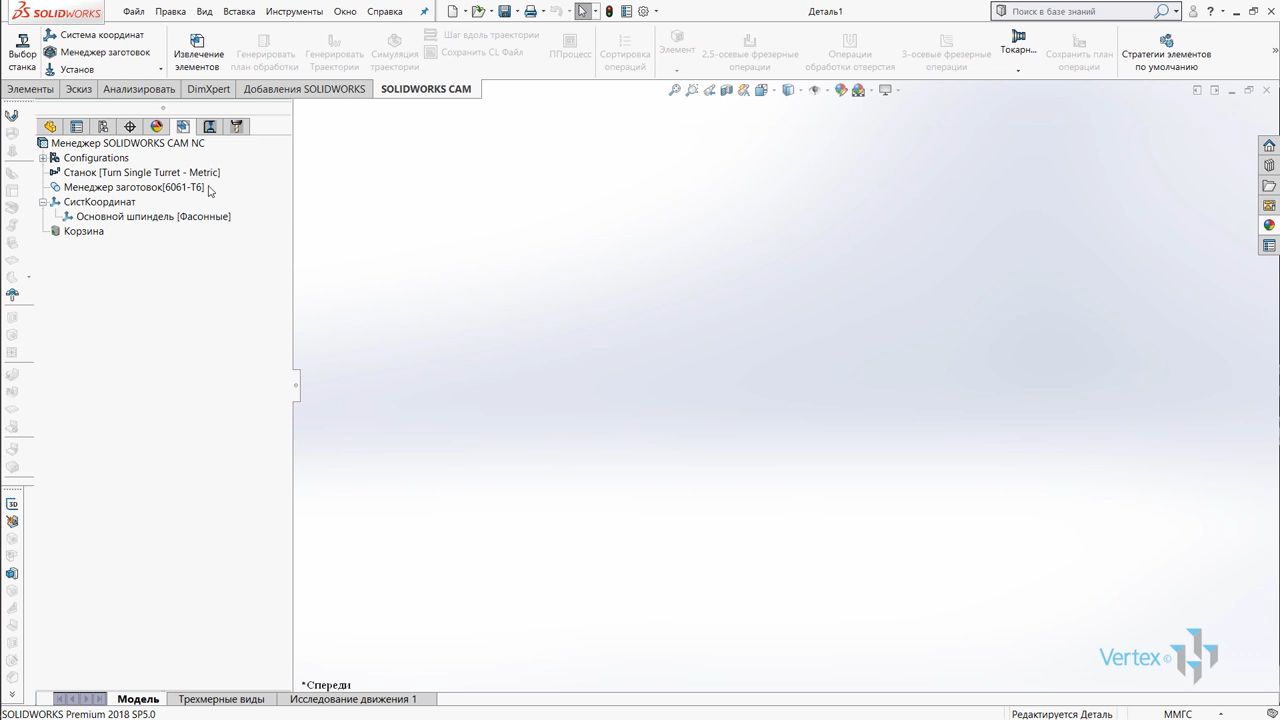 SOLIDWORKS Файл Правка Вид Вставка Инструменты Окно Справка Деталь1 Поиск в базе знаний
Выбор станка
Система координат
Менеджер заготовок
Установ
Извлечение элементов
Генерировать план обработки
Генерировать Траектории
Симуляция траектории
Шаг вдоль траектории
Сохранить CL Файл
ППроцесс
Сортировка операций
Элемент
2.5-осевые фрезерные операции
Операции обработки отверстия
3-осевые фрезерные операции
Токарн...
Сохранить план операции
Стратегии элементов по умолчанию
Элементы Эскиз Анализировать DimXpert Добавления SOLIDWORKS SOLIDWORKS CAM
Менеджер SOLIDWORKS CAM NC
Configurations
Станок [Turn Single Turret - Metric]
Менеджер заготовок[6061-T6]
СистКоординат
Основной шпиндель [Фасонные]
Корзина
Vertex ©
*Спереди
Модель Трехмерные виды Исследование движения 1
SOLIDWORKS Premium 2018 SP5.0 Редактируется Деталь ММГС